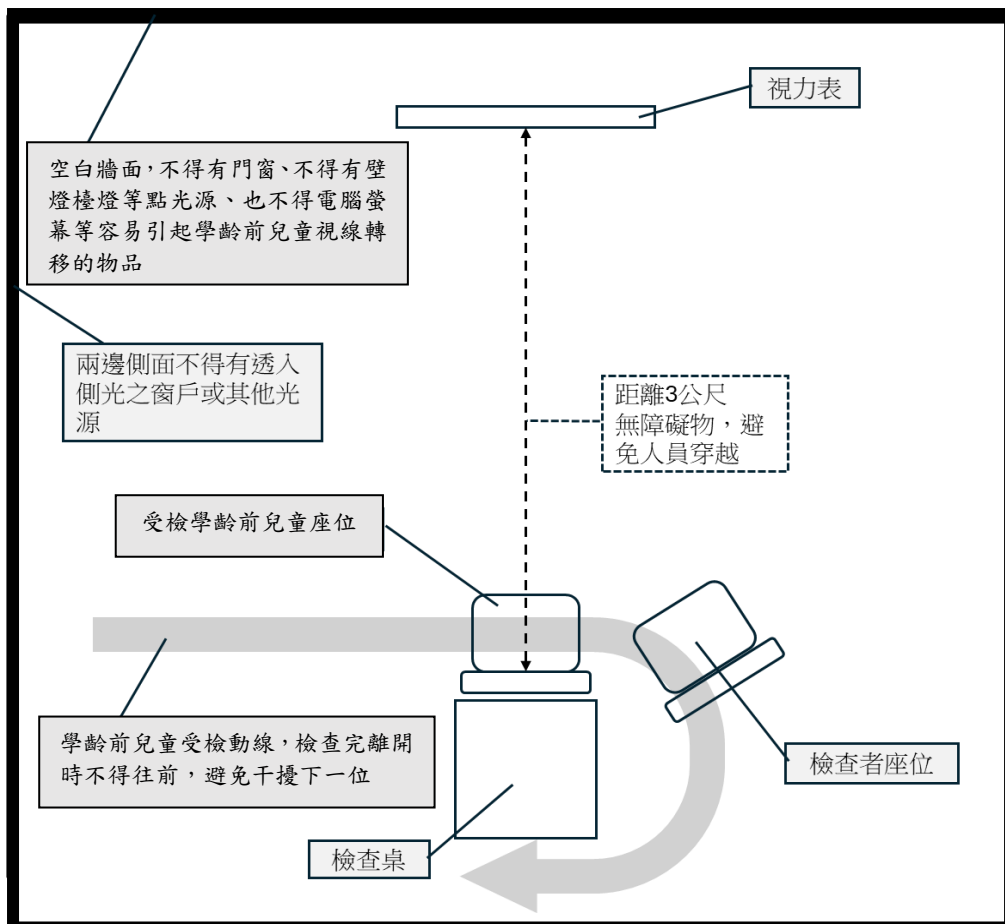 視力表
空白牆面，不得有門窗、不得有壁
燈檯燈等點光源、也不得電腦螢
幕等容易引起學齡前兒童視線轉
移的物品
兩邊側面不得有透入
側光之窗戶或其他光
源
距離3公尺
無障礙物，避
免人員穿越
受檢學齡前兒童座位
學齡前兒童受檢動線，檢查完離開
時不得往前，避免干擾下一位
檢查者座位
檢查桌